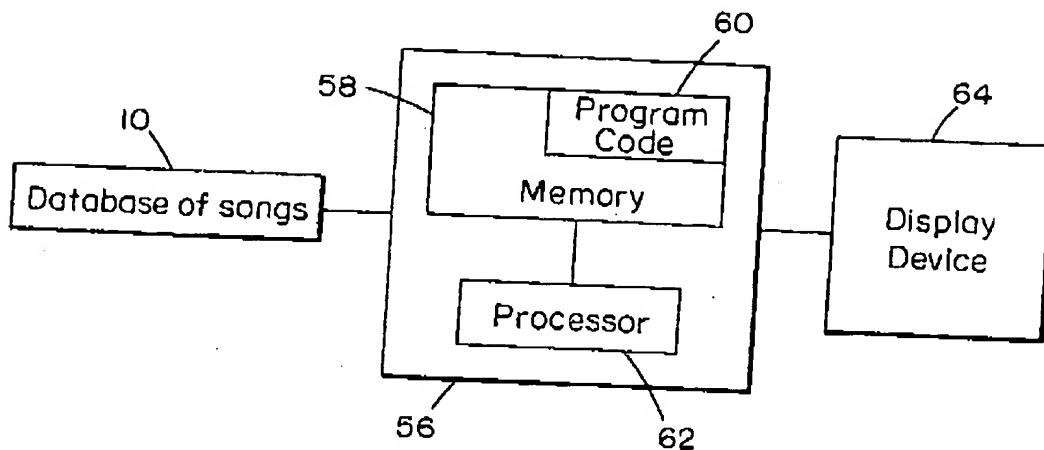 60
58
Program
Code
64
10
Database of songs
Memory
Display
Device
Processor
56
62